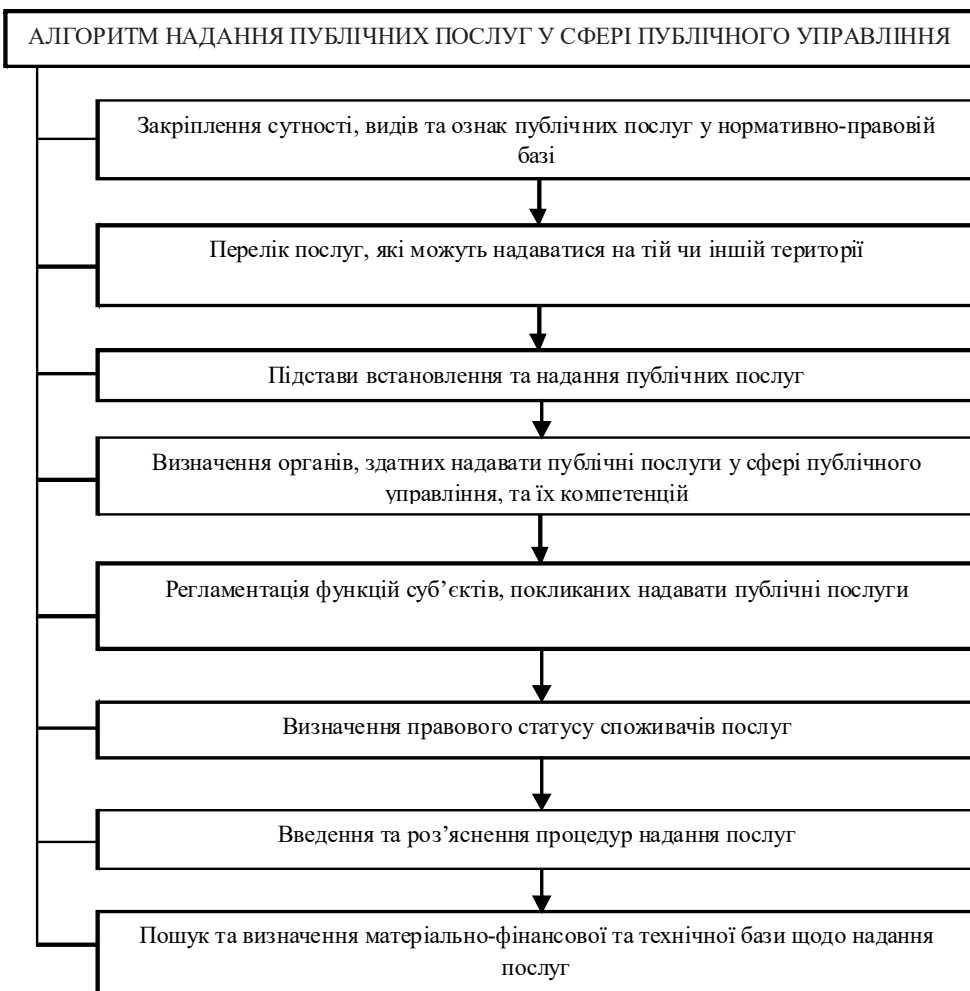 АЛГОРИТМ НАДАННЯ ПУБЛІЧНИХ ПОСЛУГ У СФЕРІ ПУБЛІЧНОГО УПРАВЛІННЯ
Закріплення сутності, видів та ознак публічних послуг у нормативно-правовій
базі
Перелік послуг, які можуть надаватися на тій чи іншій території
Підстави встановлення та надання публічних послуг
Визначення органів, здатних надавати публічні послуги у сфері публічного
управління, та їх компетенцій
Регламентація функцій суб’єктів, покликаних надавати публічні послуги
Визначення правового статусу споживачів послуг
Введення та роз’яснення процедур надання послуг
Пошук та визначення матеріально-фінансової та технічної бази щодо надання
послуг